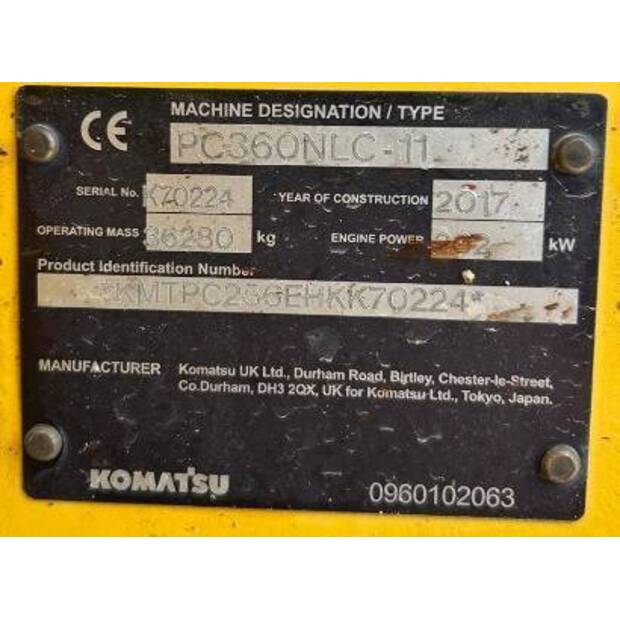 CE
MACHINE DESIGNATION / TYPE
PC360NLC-11
SERIAL No. K70224 YEAR OF CONSTRUCTION 2017
OPERATING MASS 36280 kg ENGINE POWER kW
Product Identification Number
*KMTPC256EHKK70224*
MANUFACTURER Komatsu UK Ltd., Durham Road, Birtley, Chester-le-Street,
Co.Durham, DH3 2QX, UK for Komatsu Ltd., Tokyo, Japan.
KOMATSU 0960102063